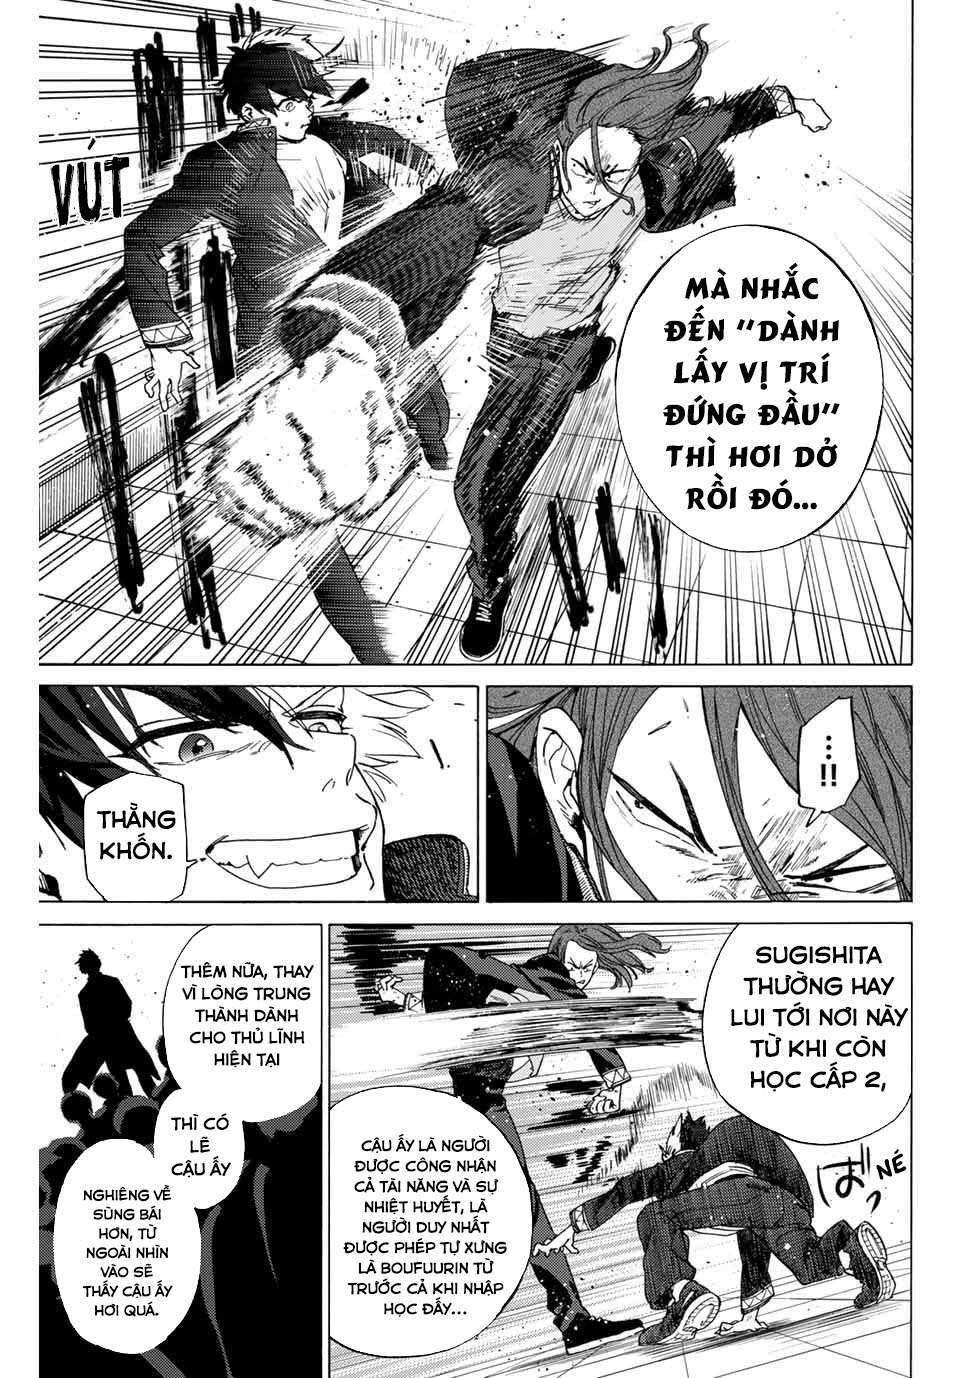 VÚT
MÀ NHẮC
ĐẾN "DÀNH
LẤY VỊ TRÍ
ĐỨNG ĐẦU"
THÌ HƠI DỞ
RỒI ĐÓ...
...!!
THẰNG
KHỐN.
SUGISHITA
THƯỜNG HAY
LUI TỚI NƠI NÀY
TỪ KHI CÒN
HỌC CẤP 2,
ばっ
NÉ
CẬU ẤY LÀ NGƯỜI
ĐƯỢC CÔNG NHẬN
CẢ TÀI NĂNG VÀ SỰ
NHIỆT HUYẾT, LÀ
NGƯỜI DUY NHẤT
ĐƯỢC PHÉP TỰ XƯNG
LÀ BOUFUURIN TỪ
TRƯỚC CẢ KHI NHẬP
HỌC ĐẤY...
THÊM NỮA, THAY
VÌ LÒNG TRUNG
THÀNH DÀNH
CHO THỦ LĨNH
HIỆN TẠI
THÌ CÓ
LẼ
CẬU ẤY
NGHIÊNG VỀ
SÙNG BÁI
HƠN, TỪ
NGOÀI NHÌN
VÀO SẼ
THẤY CẬU ẤY
HƠI QUÁ.